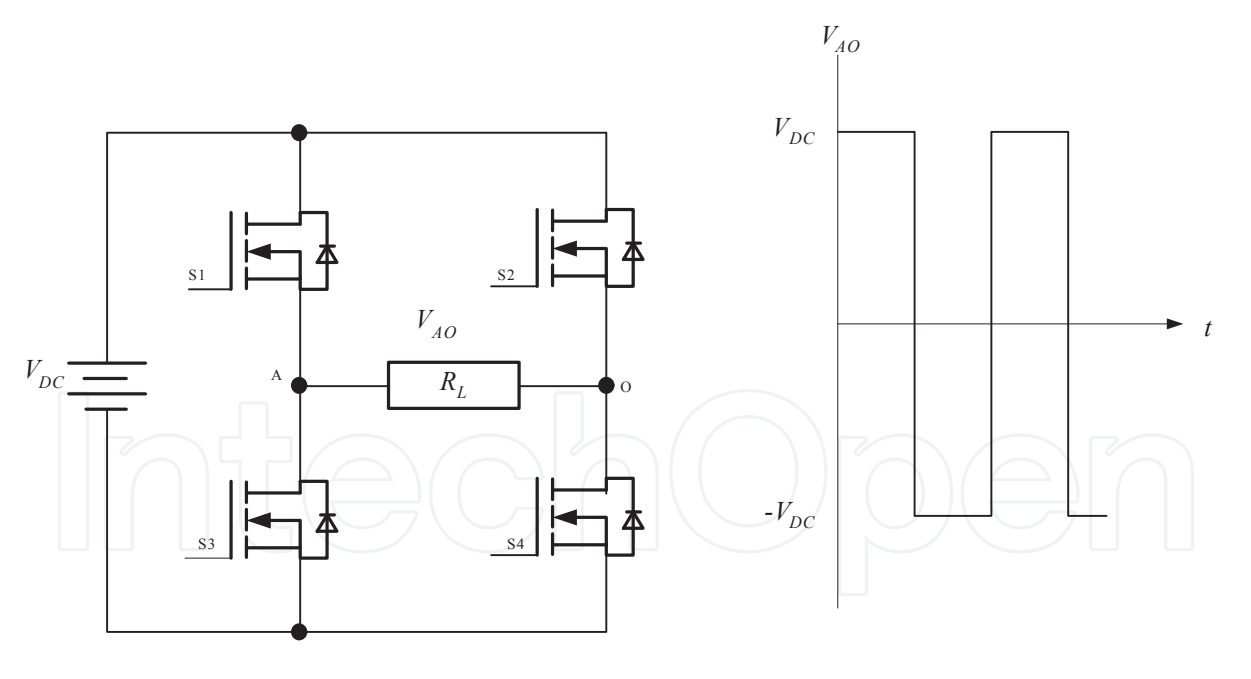 V_AO
V_DC
S1
S2
V_AO
t
V_DC
A
R_L
O
-V_DC
S3
S4
IntechOpen